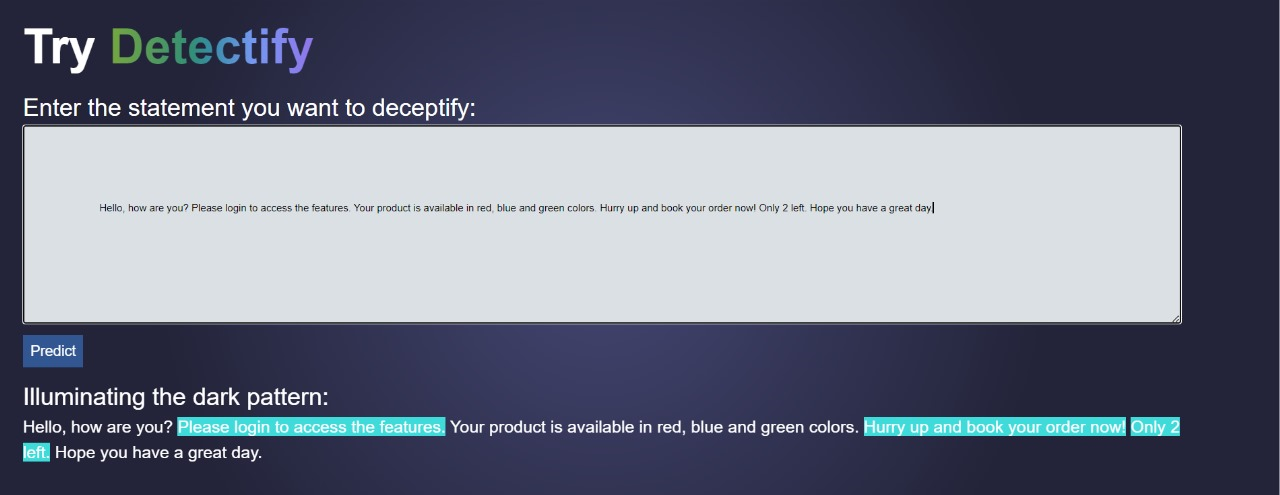 Try Detectify
Enter the statement you want to deceptify:
Hello, how are you? Please login to access the features. Your product is available in red, blue and green colors. Hurry up and book your order now! Only 2 left. Hope you have a great day
Predict
Illuminating the dark pattern:
Hello, how are you? Please login to access the features. Your product is available in red, blue and green colors. Hurry up and book your order now! Only 2
left. Hope you have a great day.